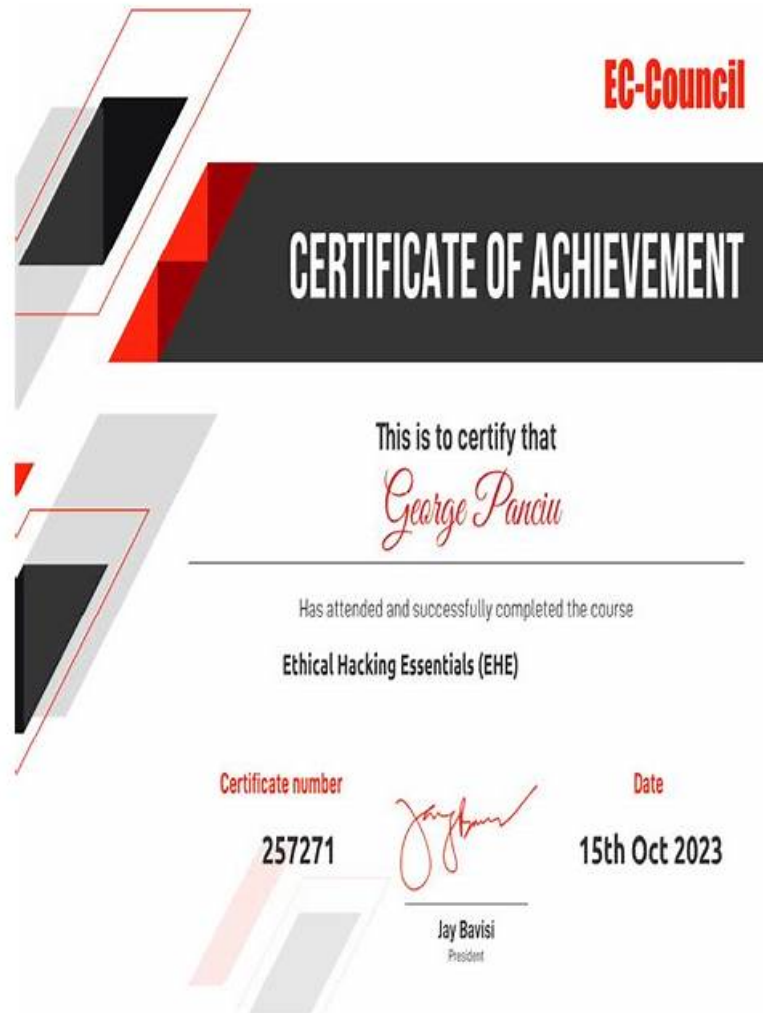 EC-Council
CERTIFICATE OF ACHIEVEMENT
This is to certify that
George Panciu
Has attended and successfully completed the course
Ethical Hacking Essentials (EHE)
Certificate number
Date
257271
15th Oct 2023
Jay Bavisi
President